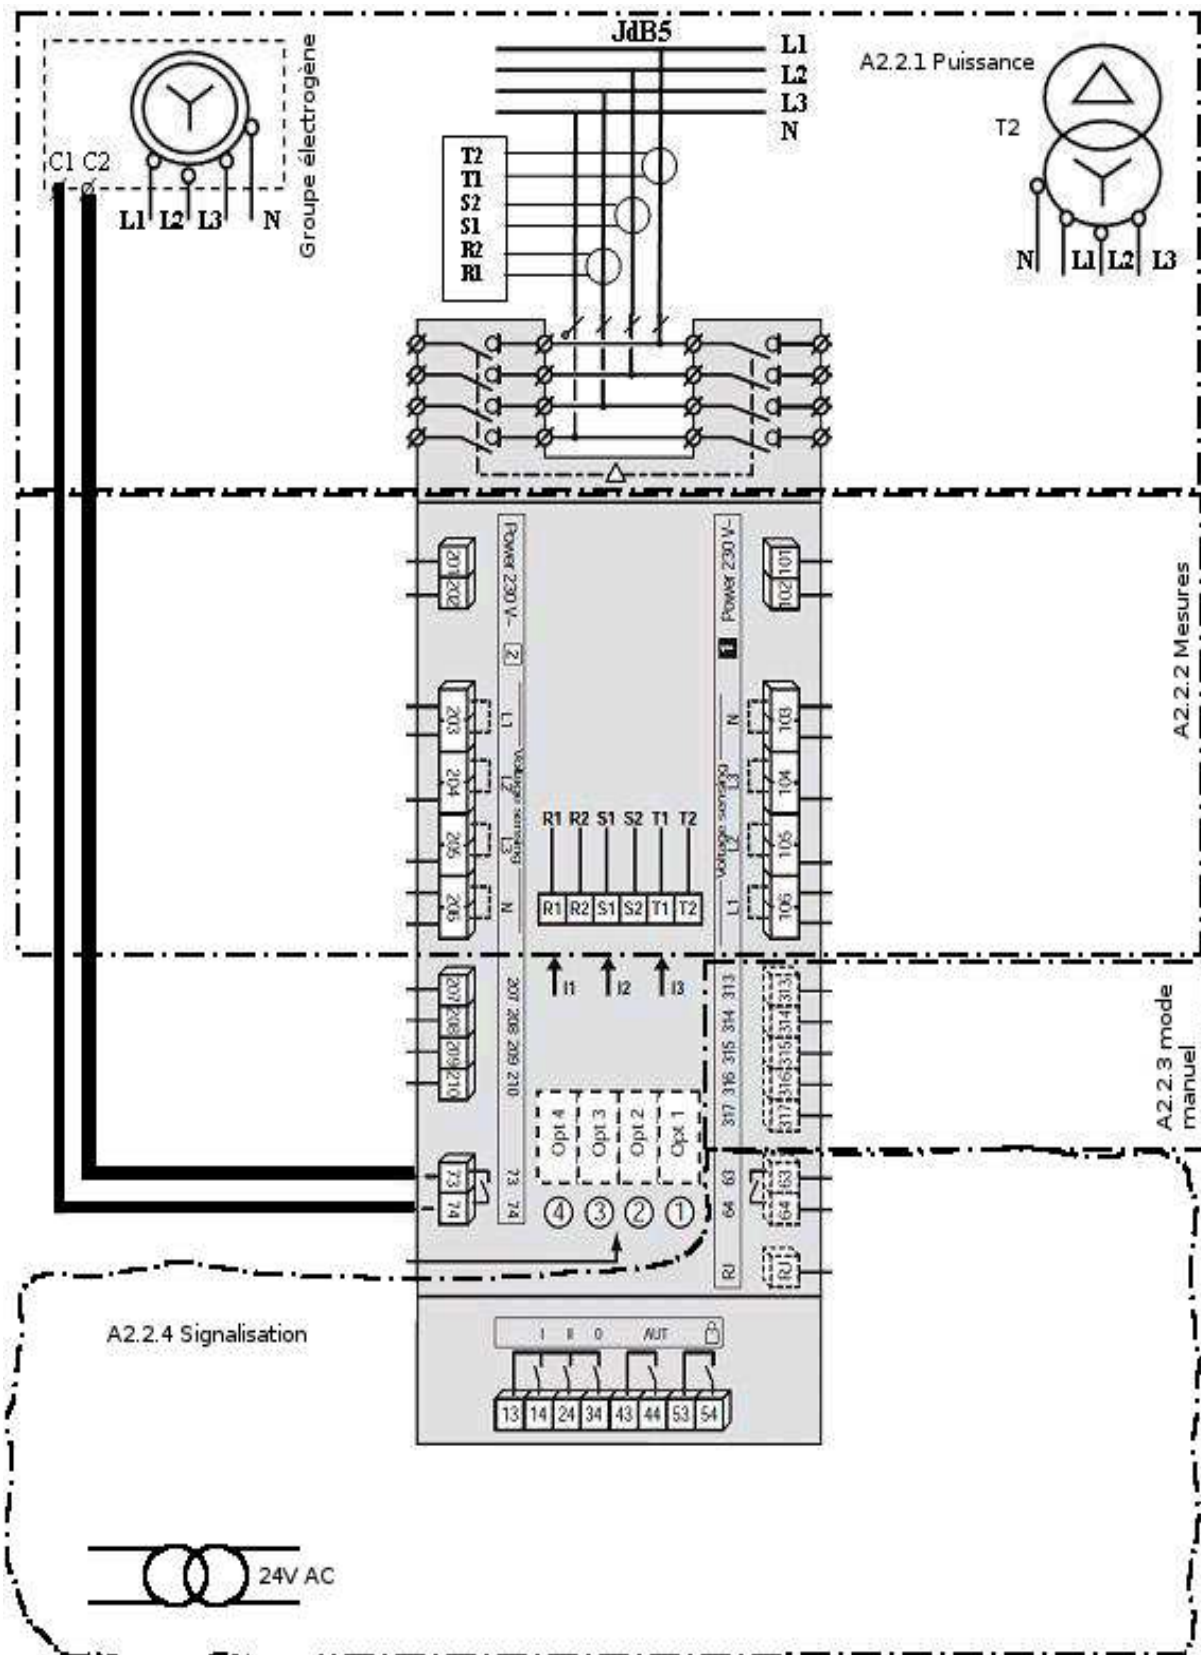 JdB5
L1
L2
L3
N
A2.2.1 Puissance
T2
N L1 L2 L3
Groupe électrogène
C1 C2
L1 L2 L3 N
T2
T1
S2
S1
R2
R1
A2.2.2 Mesures
201
202
Power 230 V~
2
203
204
205
206
L1
L2
L3
N
Voltage sensing
101
102
Power 230 V~
1
103
104
105
106
N
L3
L2
L1
Voltage sensing
R1 R2 S1 S2 T1 T2
R1 R2 S1 S2 T1 T2
I1 I2 I3
207
208
209
210
207 208 209 210
313 314 315 316 317
313
314
315
316
317
A2.2.3 mode
manuel
Opt 4 Opt 3 Opt 2 Opt 1
4 3 2 1
73
74
73 74
63 64
63
64
RJ
RJ
A2.2.4 Signalisation
I II 0 AUT
13 14 24 34 43 44 53 54
24V AC